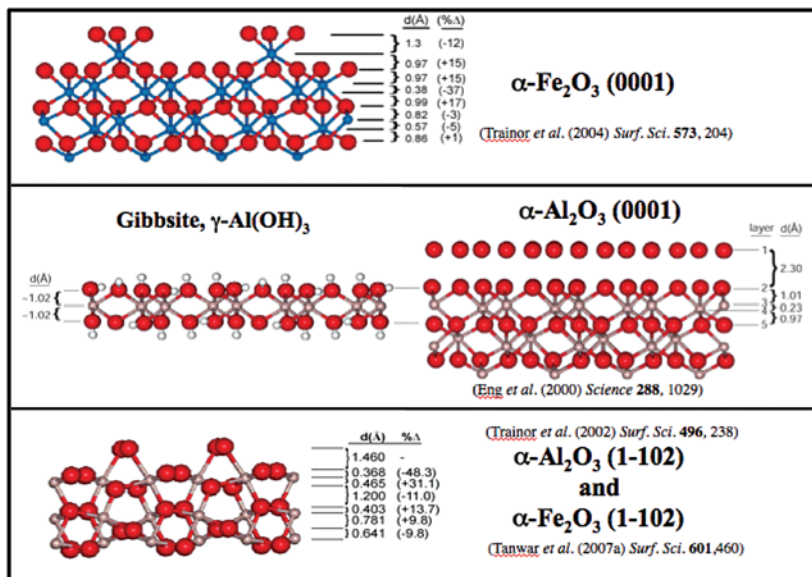 d(Å) (%Δ
1.3 (-12)
0.97 (+15)
0.97 (+15)
0.38 (-37)
0.99 (+17)
0.82 (-3)
0.57 (-5)
0.86 (+1)
α-Fe2O3 (0001)
(Trainor et al. (2004) Surf. Sci. 573, 204)
Gibbsite, γ-Al(OH)3
d(Å)
~1.02
~1.02
α-Al2O3 (0001)
layer d(Å)
1
2.30
2
1.01
3
0.23
4
0.97
5
(Eng et al. (2000) Science 288, 1029)
d(Å) %Δ
1.460 -
0.368 (-48.3)
0.465 (+31.1)
1.200 (-11.0)
0.403 (+13.7)
0.781 (+9.8)
0.641 (-9.8)
(Trainor et al. (2002) Surf. Sci. 496, 238)
α-Al2O3 (1-102)
and
α-Fe2O3 (1-102)
(Tanwar et al. (2007a) Surf. Sci. 601,460)